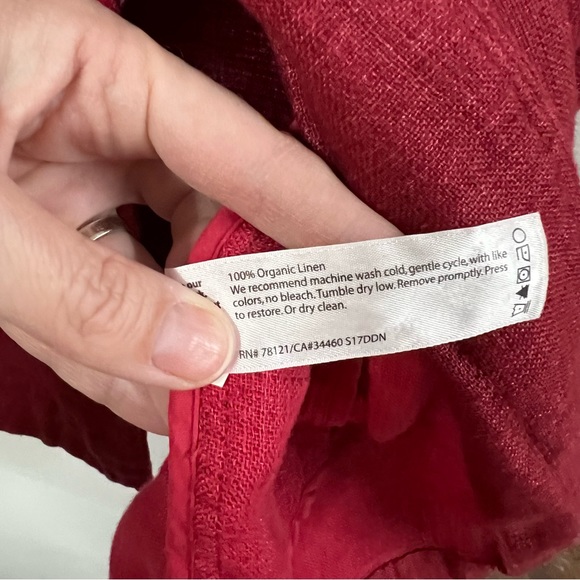 our
100% Organic Linen
We recommend machine wash cold, gentle cycle, with like
colors, no bleach. Tumble dry low. Remove promptly. Press
to restore. Or dry clean.
RN# 78121/CA#34460 S17DDN